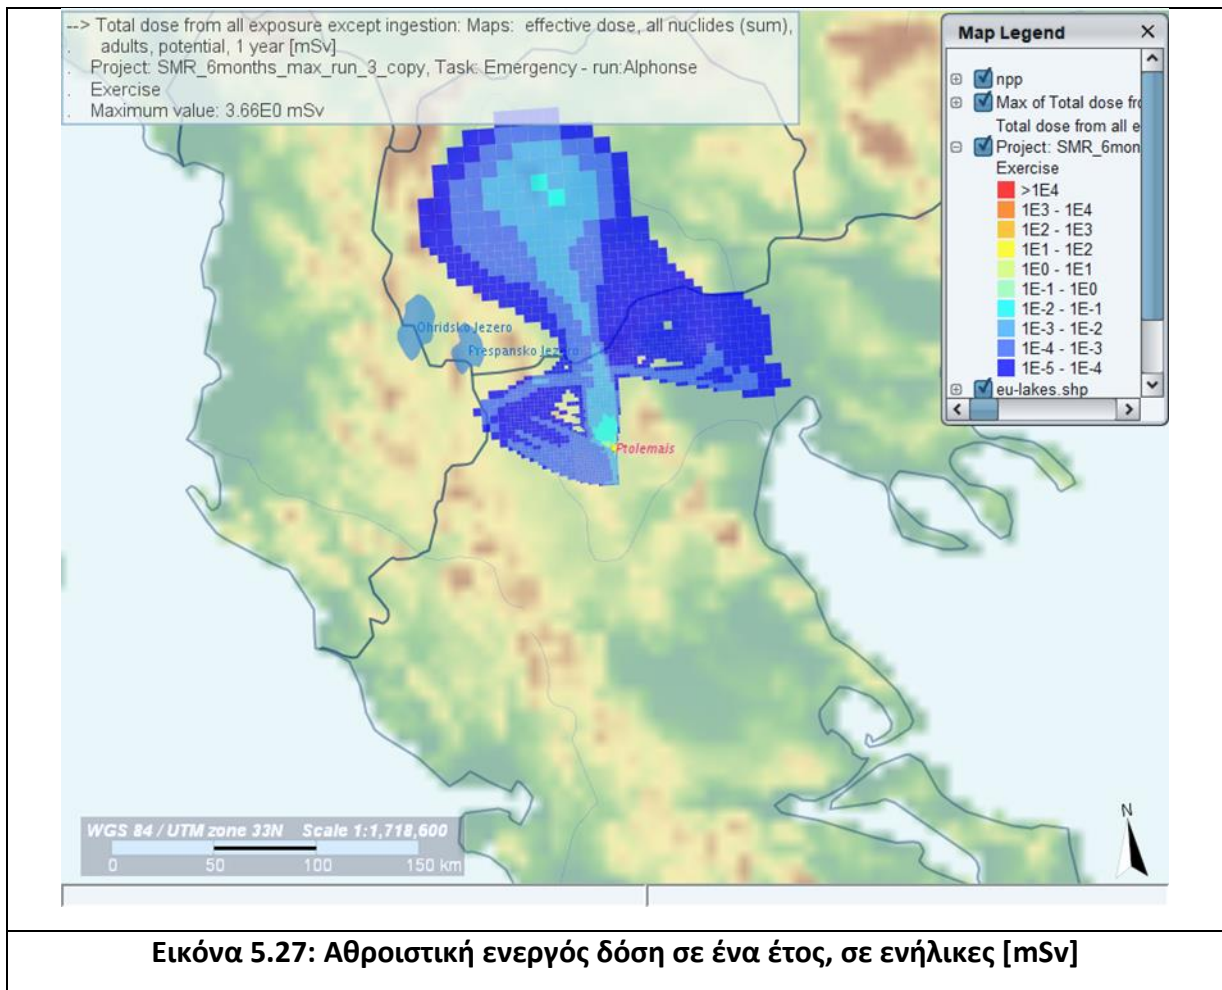 --> Total dose from all exposure except ingestion: Maps: effective dose, all nuclides (sum),
. adults, potential, 1 year [mSv]
. Project: SMR_6months_max_run_3_copy, Task: Emergency - run:Alphonse
. Exercise
. Maximum value: 3.66E0 mSv
Map Legend
npp
Max of Total dose fr
Total dose from all e
Project: SMR_6mon
Exercise
>1E4
1E3 - 1E4
1E2 - 1E3
1E1 - 1E2
1E0 - 1E1
1E-1 - 1E0
1E-2 - 1E-1
1E-3 - 1E-2
1E-4 - 1E-3
1E-5 - 1E-4
eu-lakes.shp
Ohridsko Jezero
Prespansko Jezero
Ptolemais
N
WGS 84 / UTM zone 33N Scale 1:1,718,600
0 50 100 150 km
Εικόνα 5.27: Αθροιστική ενεργός δόση σε ένα έτος, σε ενήλικες [mSv]